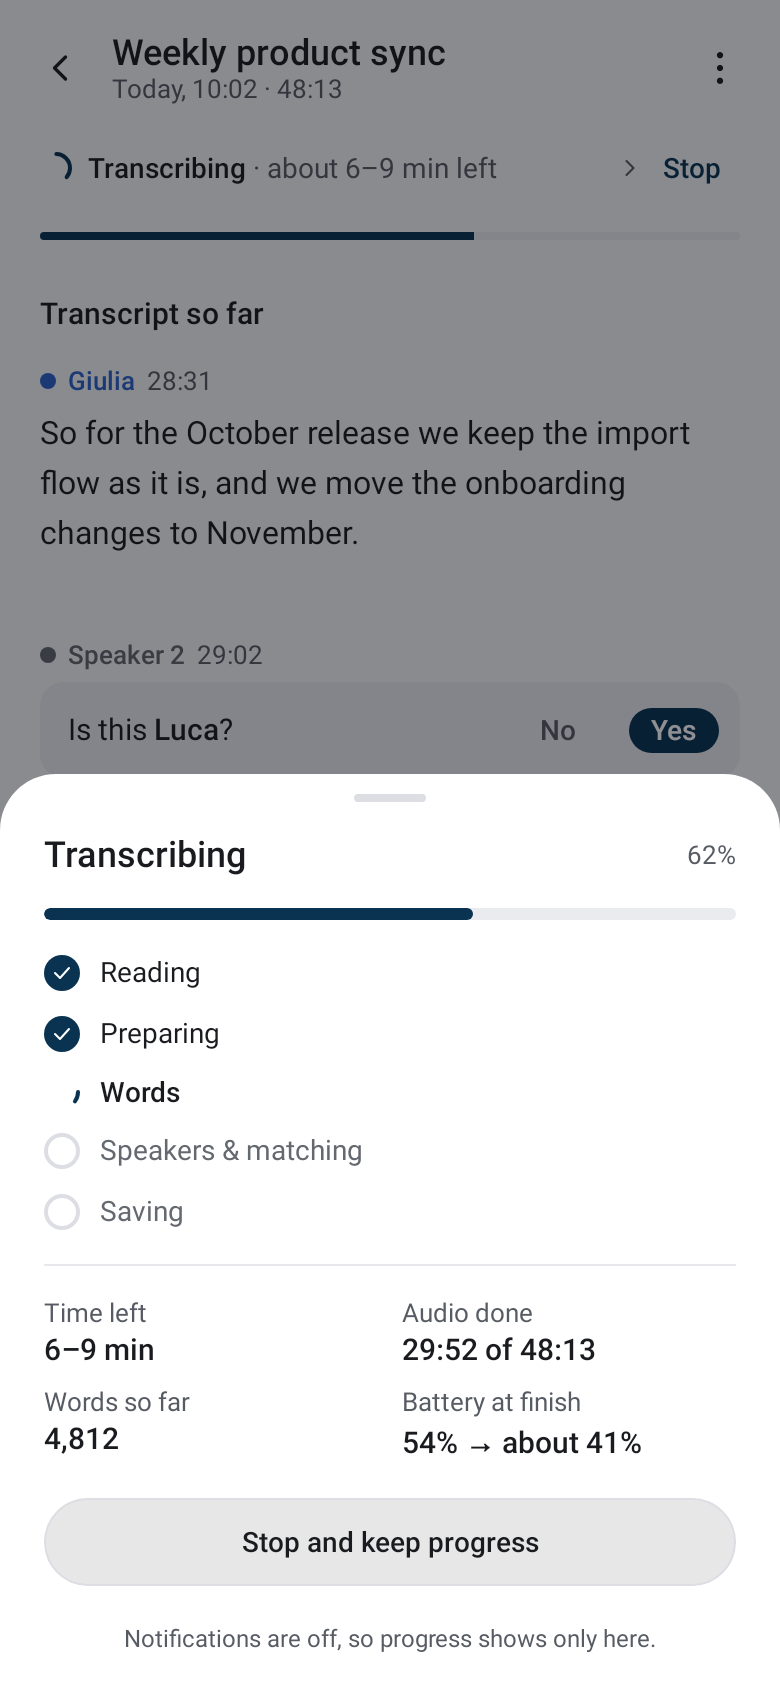 Weekly product sync
Today, 10:02 · 48:13
Transcribing · about 6–9 min left
Stop
Transcript so far
Giulia 28:31
So for the October release we keep the import
flow as it is, and we move the onboarding
changes to November.
Speaker 2 29:02
Is this Luca?
No
Yes
Transcribing
62%
Reading
Preparing
Words
Speakers & matching
Saving
Time left
6–9 min
Audio done
29:52 of 48:13
Words so far
4,812
Battery at finish
54% → about 41%
Stop and keep progress
Notifications are off, so progress shows only here.